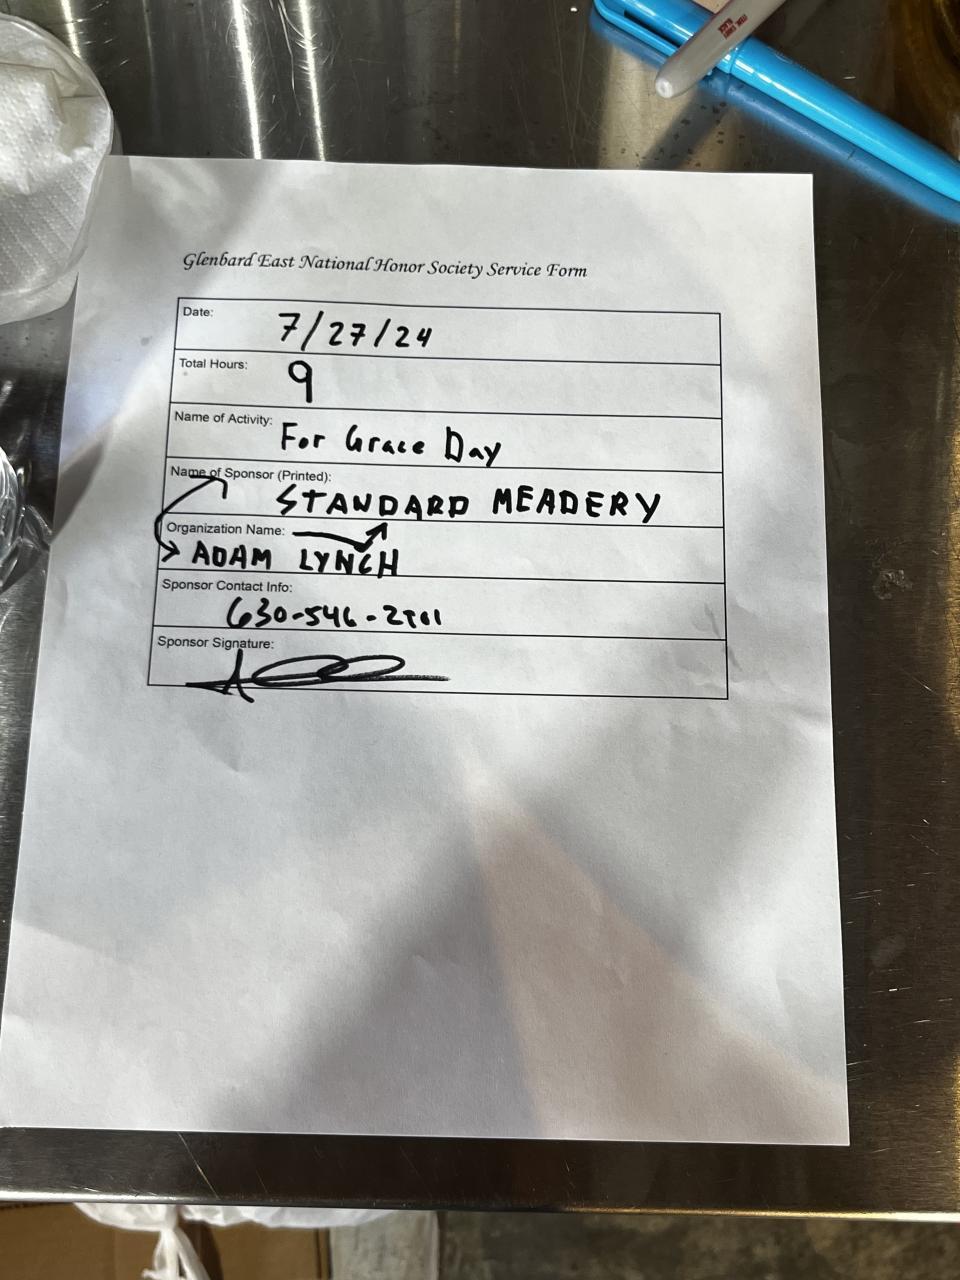 Glenbard East National Honor Society Service Form
Date: 7/27/24
Total Hours: 9
Name of Activity: For Grace Day
Name of Sponsor (Printed):
STANDARD MEADERY
Organization Name:
ADAM LYNCH
Sponsor Contact Info:
630-546-
Sponsor Signature: